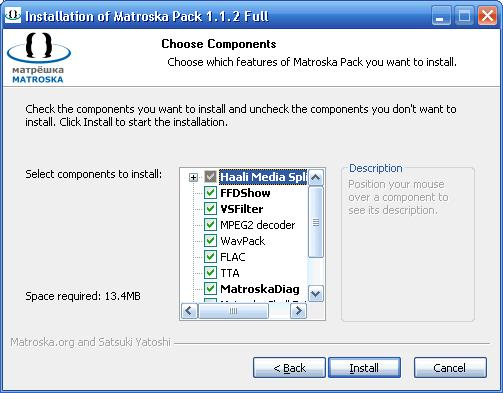 Installation of Matroska Pack 1.1.2 Full
матрёшка
MATROSKA
Choose Components
Choose which features of Matroska Pack you want to install.
Check the components you want to install and uncheck the components you don't want to
install. Click Install to start the installation.
Select components to install:
Haali Media Spl
FFDShow
VSFilter
MPEG2 decoder
WavPack
FLAC
TTA
MatroskaDiag
Description
Position your mouse
over a component to
see its description.
Space required: 13.4MB
Matroska.org and Satsuki Yatoshi
< Back
Install
Cancel